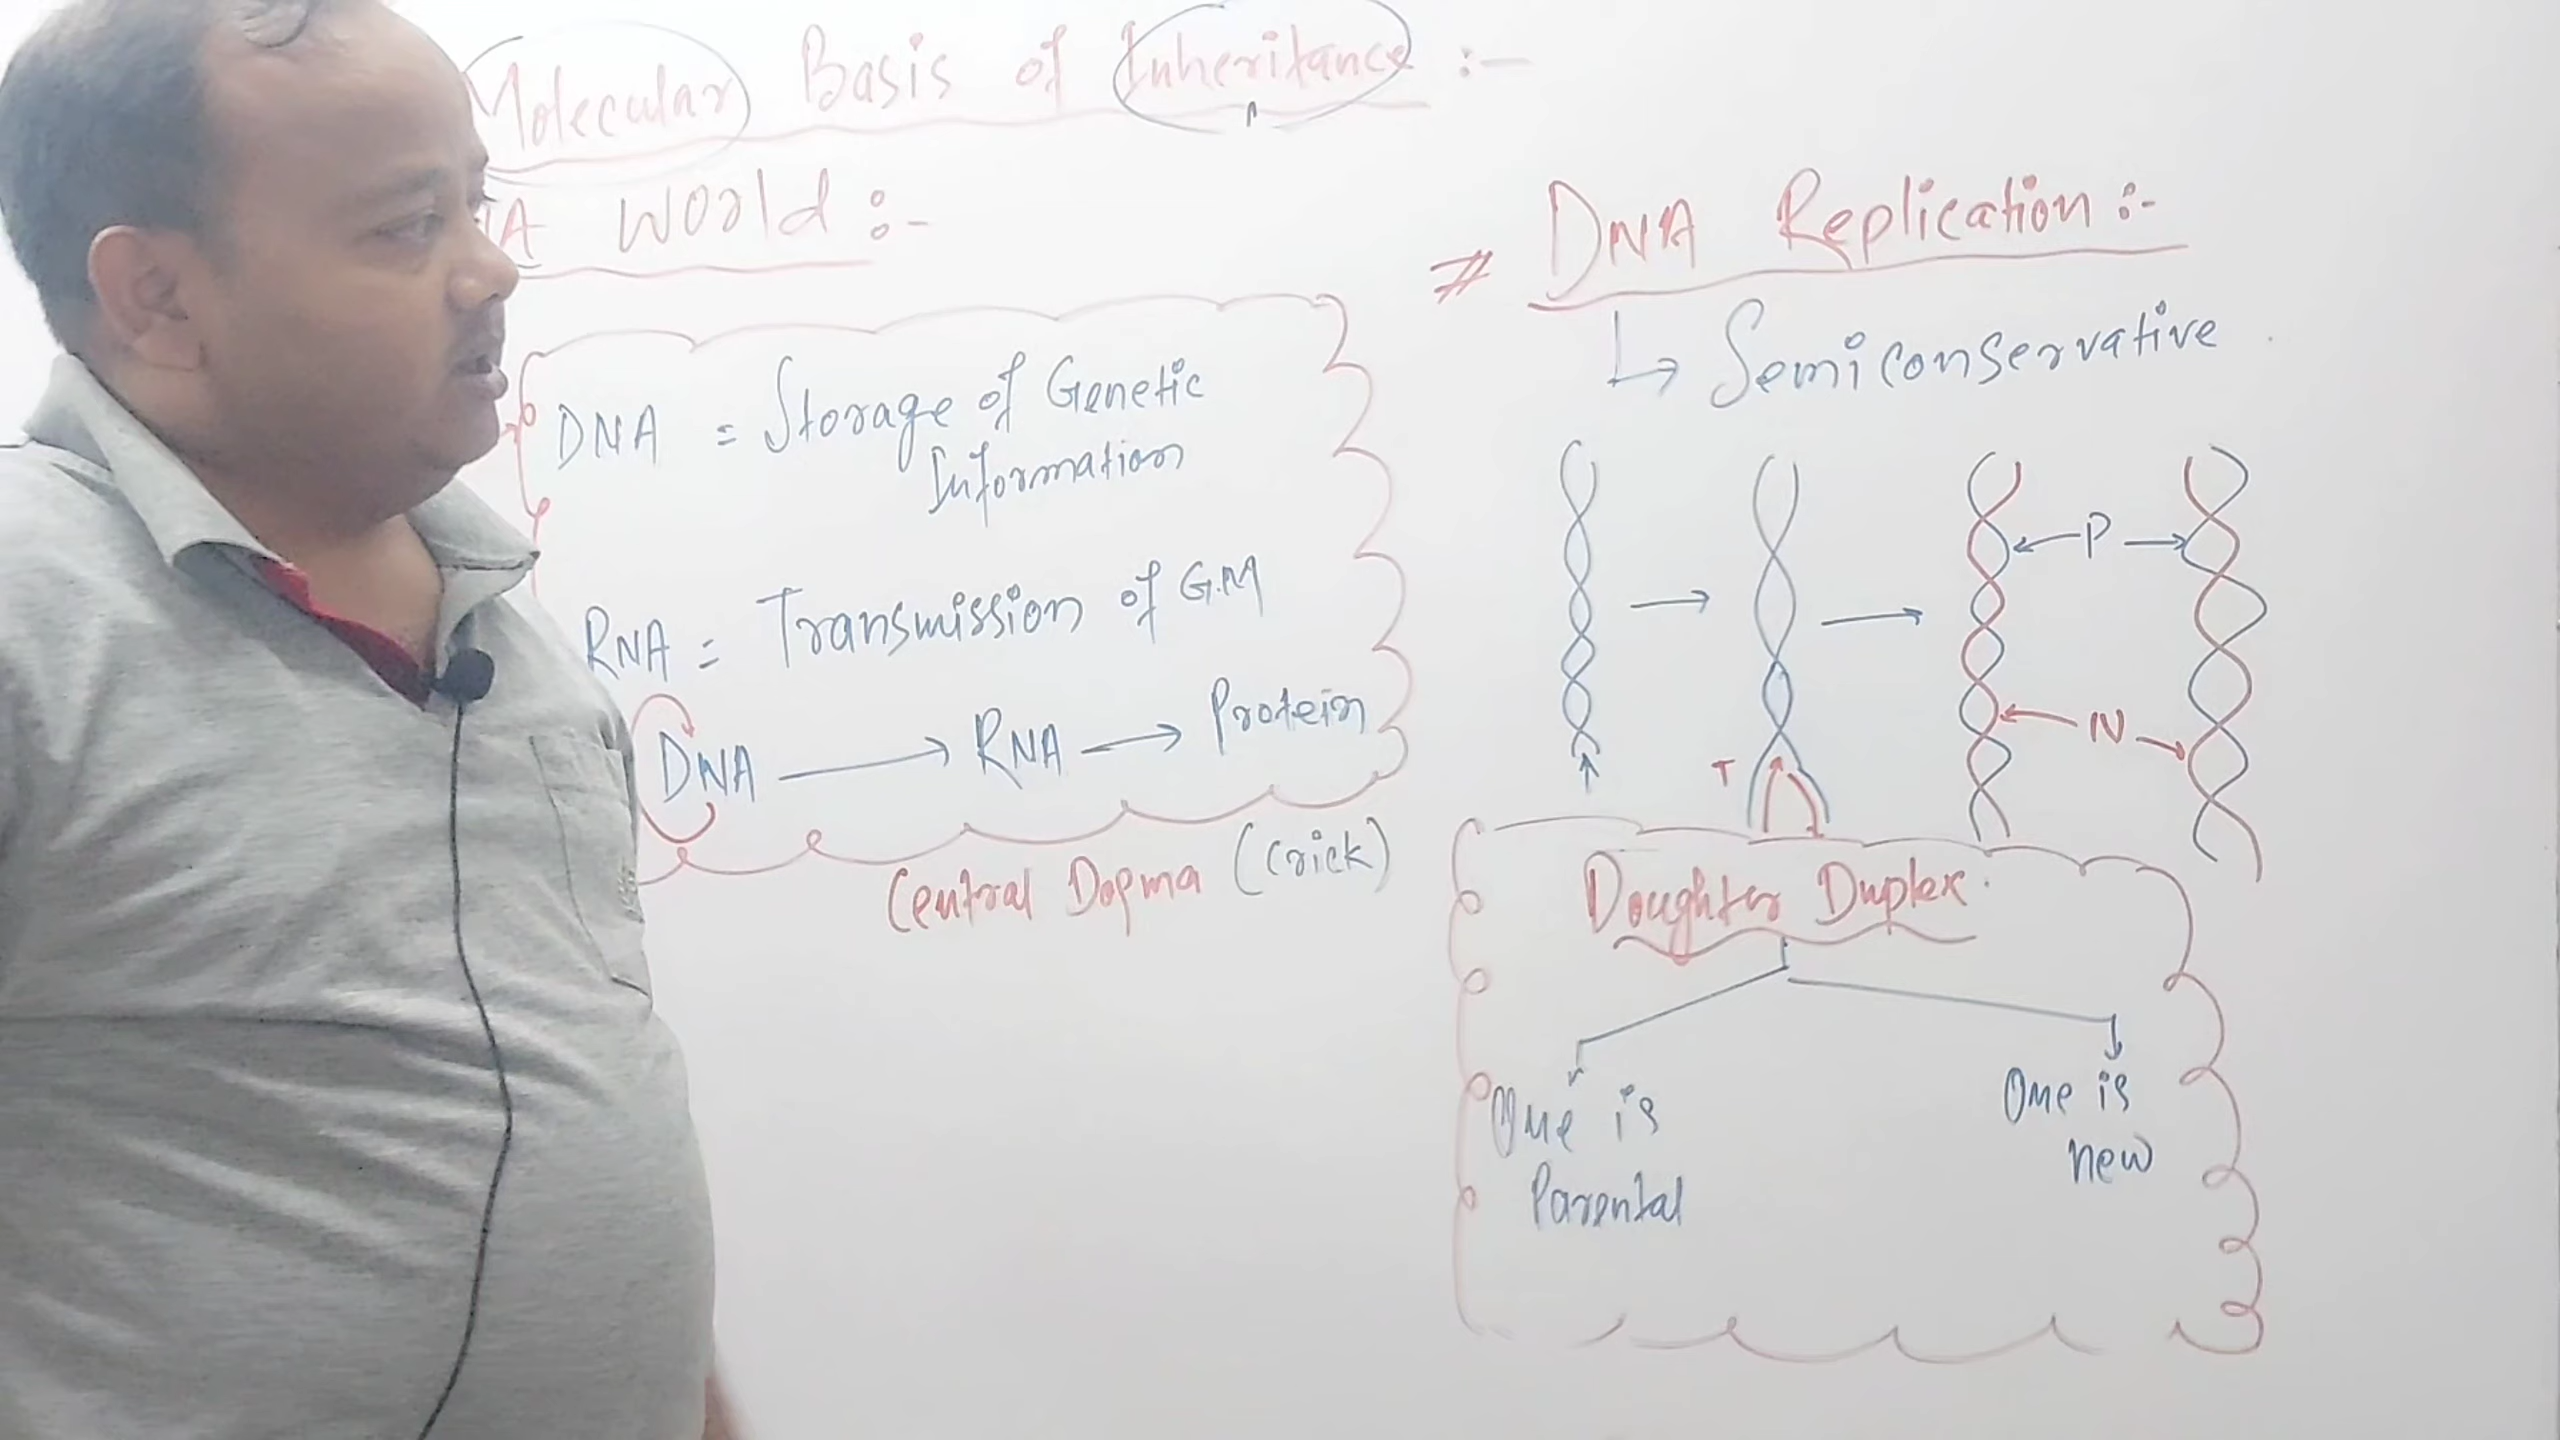 Molecular Basis of Inheritance :-
A World :-
DNA = Storage of Genetic
Information
RNA = Transmission of G.M
DNA → RNA → Protein
Central Dogma (Crick)
# DNA Replication :-
↳ Semiconservative
← P →
T
← N →
Doughter Duplex
One is
Parental
One is
new